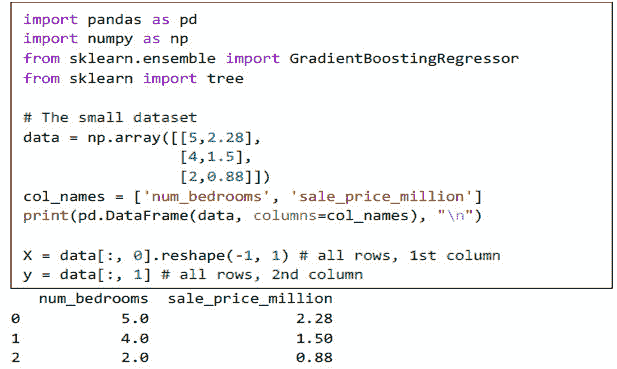 import pandas as pd
import numpy as np
from sklearn.ensemble import GradientBoostingRegressor
from sklearn import tree

# The small dataset
data = np.array([[5,2.28],
                 [4,1.5],
                 [2,0.88]])
col_names = ['num_bedrooms', 'sale_price_million']
print(pd.DataFrame(data, columns=col_names), "\n")

X = data[:, 0].reshape(-1, 1) # all rows, 1st column
y = data[:, 1] # all rows, 2nd column
   num_bedrooms  sale_price_million
0           5.0                2.28
1           4.0                1.50
2           2.0                0.88